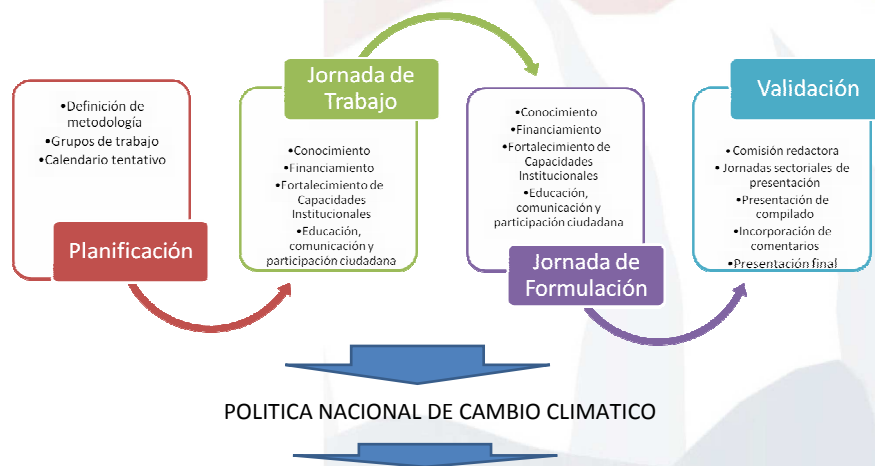 •Definición de
metodología
•Grupos de trabajo
•Calendario tentativo
Planificación
Jornada de
Trabajo
•Conocimiento
•Financiamiento
•Fortalecimiento de
Capacidades
Institucionales
•Educación,
comunicación y
participación ciudadana
•Conocimiento
•Financiamiento
•Fortalecimiento de
Capacidades
Institucionales
•Educación,
comunicación y
participación ciudadana
Jornada de
Formulación
Validación
•Comisión redactora
•Jornadas sectoriales de
presentación
•Presentación de
compilado
•Incorporación de
comentarios
•Presentación final
POLITICA NACIONAL DE CAMBIO CLIMATICO